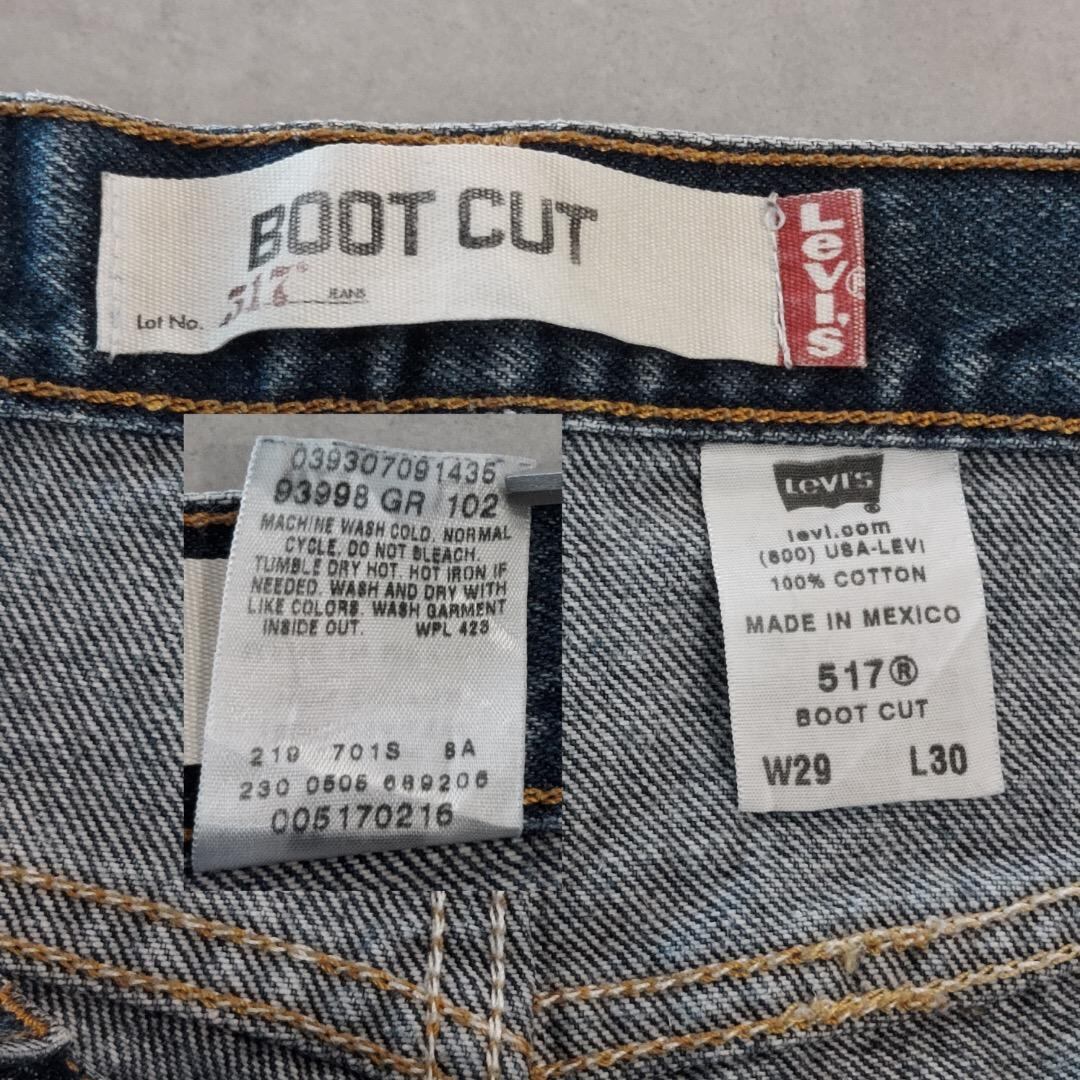 BOOT CUT
517
JEANS
Lot No.
Levi's®
039307091435
93998 GR 102
MACHINE WASH COLD. NORMAL
CYCLE. DO NOT BLEACH.
TUMBLE DRY HOT. HOT IRON IF
NEEDED. WASH AND DRY WITH
LIKE COLORS. WASH GARMENT
INSIDE OUT. WPL 423
219 701S 8A
230 0505 689206
005170216
LEVI'S®
levi.com
(800) USA-LEVI
100% COTTON
MADE IN MEXICO
517®
BOOT CUT
W29 L30